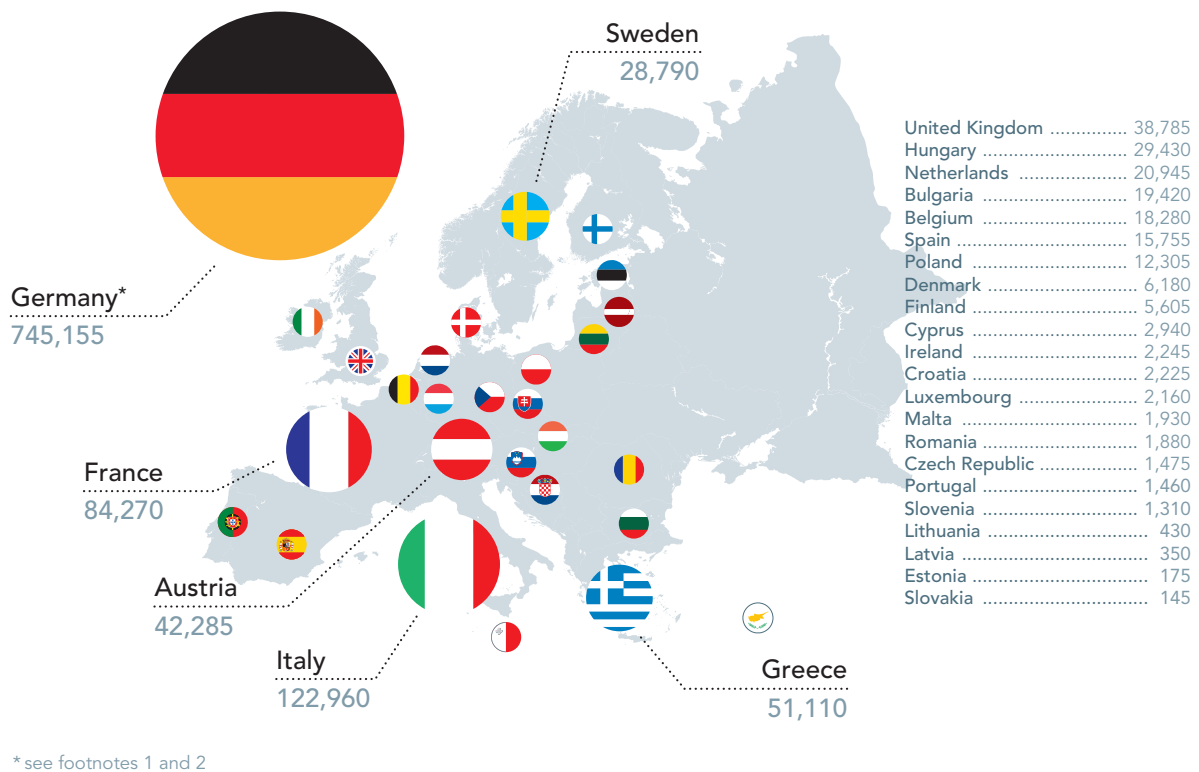 Sweden
28,790
Germany*
745,155
France
84,270
Austria
42,285
Italy
122,960
Greece
51,110
United Kingdom ............... 38,785
Hungary ............................ 29,430
Netherlands ..................... 20,945
Bulgaria ............................ 19,420
Belgium ............................ 18,280
Spain ................................. 15,755
Poland ............................... 12,305
Denmark ............................ 6,180
Finland ............................... 5,605
Cyprus ................................ 2,940
Ireland ................................ 2,245
Croatia ............................... 2,225
Luxembourg ...................... 2,160
Malta .................................. 1,930
Romania ............................. 1,880
Czech Republic .................. 1,475
Portugal ............................. 1,460
Slovenia ............................. 1,310
Lithuania ................................ 430
Latvia ..................................... 350
Estonia ................................... 175
Slovakia ................................. 145
* see footnotes 1 and 2